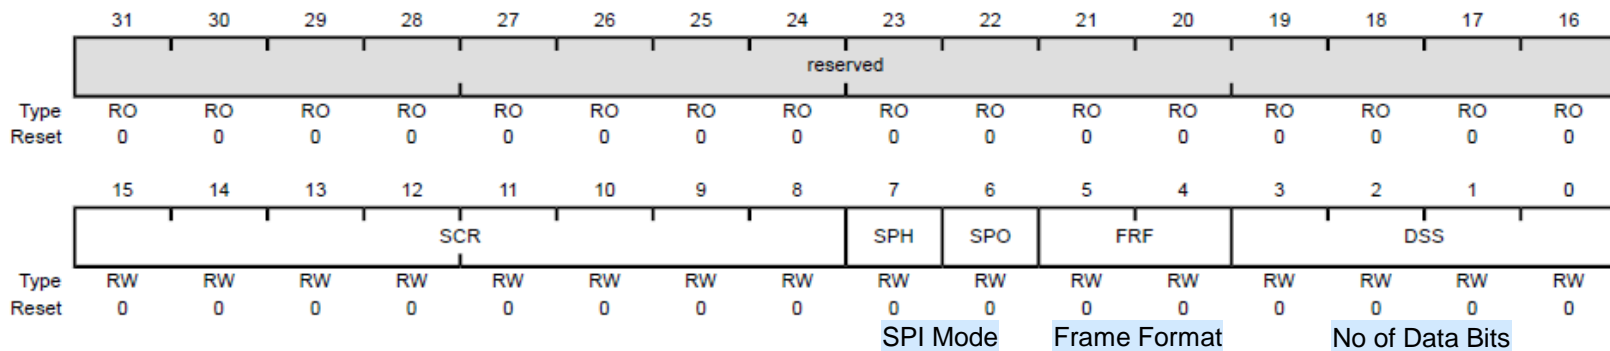 31 30 29 28 27 26 25 24 23 22 21 20 19 18 17 16
reserved
Type RO RO RO RO RO RO RO RO RO RO RO RO RO RO RO RO
Reset 0 0 0 0 0 0 0 0 0 0 0 0 0 0 0 0
15 14 13 12 11 10 9 8 7 6 5 4 3 2 1 0
SCR SPH SPO FRF DSS
Type RW RW RW RW RW RW RW RW RW RW RW RW RW RW RW RW
Reset 0 0 0 0 0 0 0 0 0 0 0 0 0 0 0 0
SPI Mode Frame Format No of Data Bits